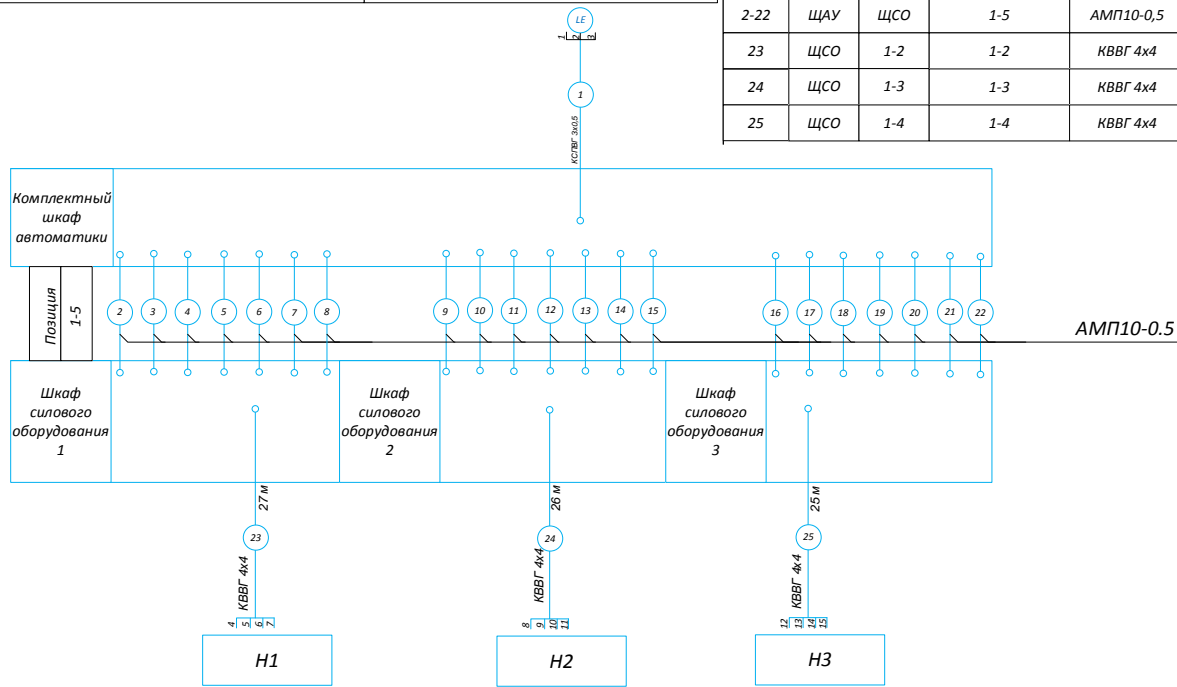 2-22 ЩАУ ЩСО 1-5 АМП10-0,5
23 ЩСО 1-2 1-2 КВВГ 4х4
24 ЩСО 1-3 1-3 КВВГ 4х4
25 ЩСО 1-4 1-4 КВВГ 4х4
LE
1 2 3
1
КСПВГ 3х0,5
Комплектный
шкаф
автоматики
Позиция
1-5
2 3 4 5 6 7 8 9 10 11 12 13 14 15 16 17 18 19 20 21 22
АМП10-0.5
Шкаф
силового
оборудования
1
Шкаф
силового
оборудования
2
Шкаф
силового
оборудования
3
27 м
26 м
25 м
23
24
25
КВВГ 4х4
КВВГ 4х4
КВВГ 4х4
4 5 6 7
8 9 10 11
12 13 14 15
Н1
Н2
Н3